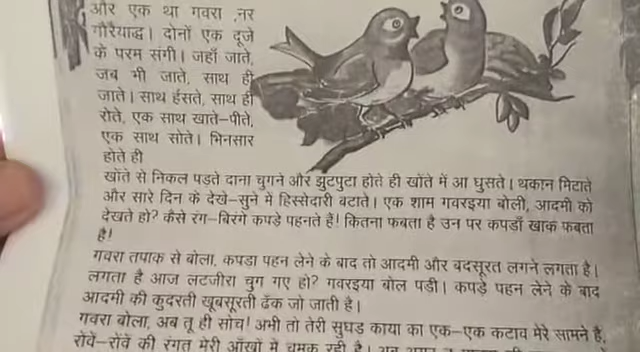 और एक था गवरा ,नर
गौरैयाद्ध। दोनों एक दूजे
के परम संगी। जहाँ जाते,
जब भी जाते, साथ ही
जाते। साथ हंसते, साथ ही
रोते, एक साथ खाते–पीते,
एक साथ सोते। भिनसार
होते ही
खोंते से निकल पड़ते दाना चुगने और झुटपुटा होते ही खोंते में आ घुसते। थकान मिटाते
और सारे दिन के देखे–सुने में हिस्सेदारी बटाते। एक शाम गवरइया बोली, आदमी को
देखते हो? कैसे रंग–बिरंगे कपड़े पहनते हैं! कितना फबता है उन पर कपड़ाँ खाक फबता
है!
गवरा तपाक से बोला, कपडा पहन लेने के बाद तो आदमी और बदसूरत लगने लगता है।
लगता है आज लटजीरा चुग गए हो? गवरइया बोल पडी। कपड़े पहन लेने के बाद
आदमी की कुदरती खूबसूरती ढँक जो जाती है।
गवरा बोला, अब तू ही सोच! अभी तो तेरी सुघड काया का एक–एक कटाव मेरे सामने है,
रोंवें–रोंवें की रंगत मेरी आँखों में चमक रही है। अब